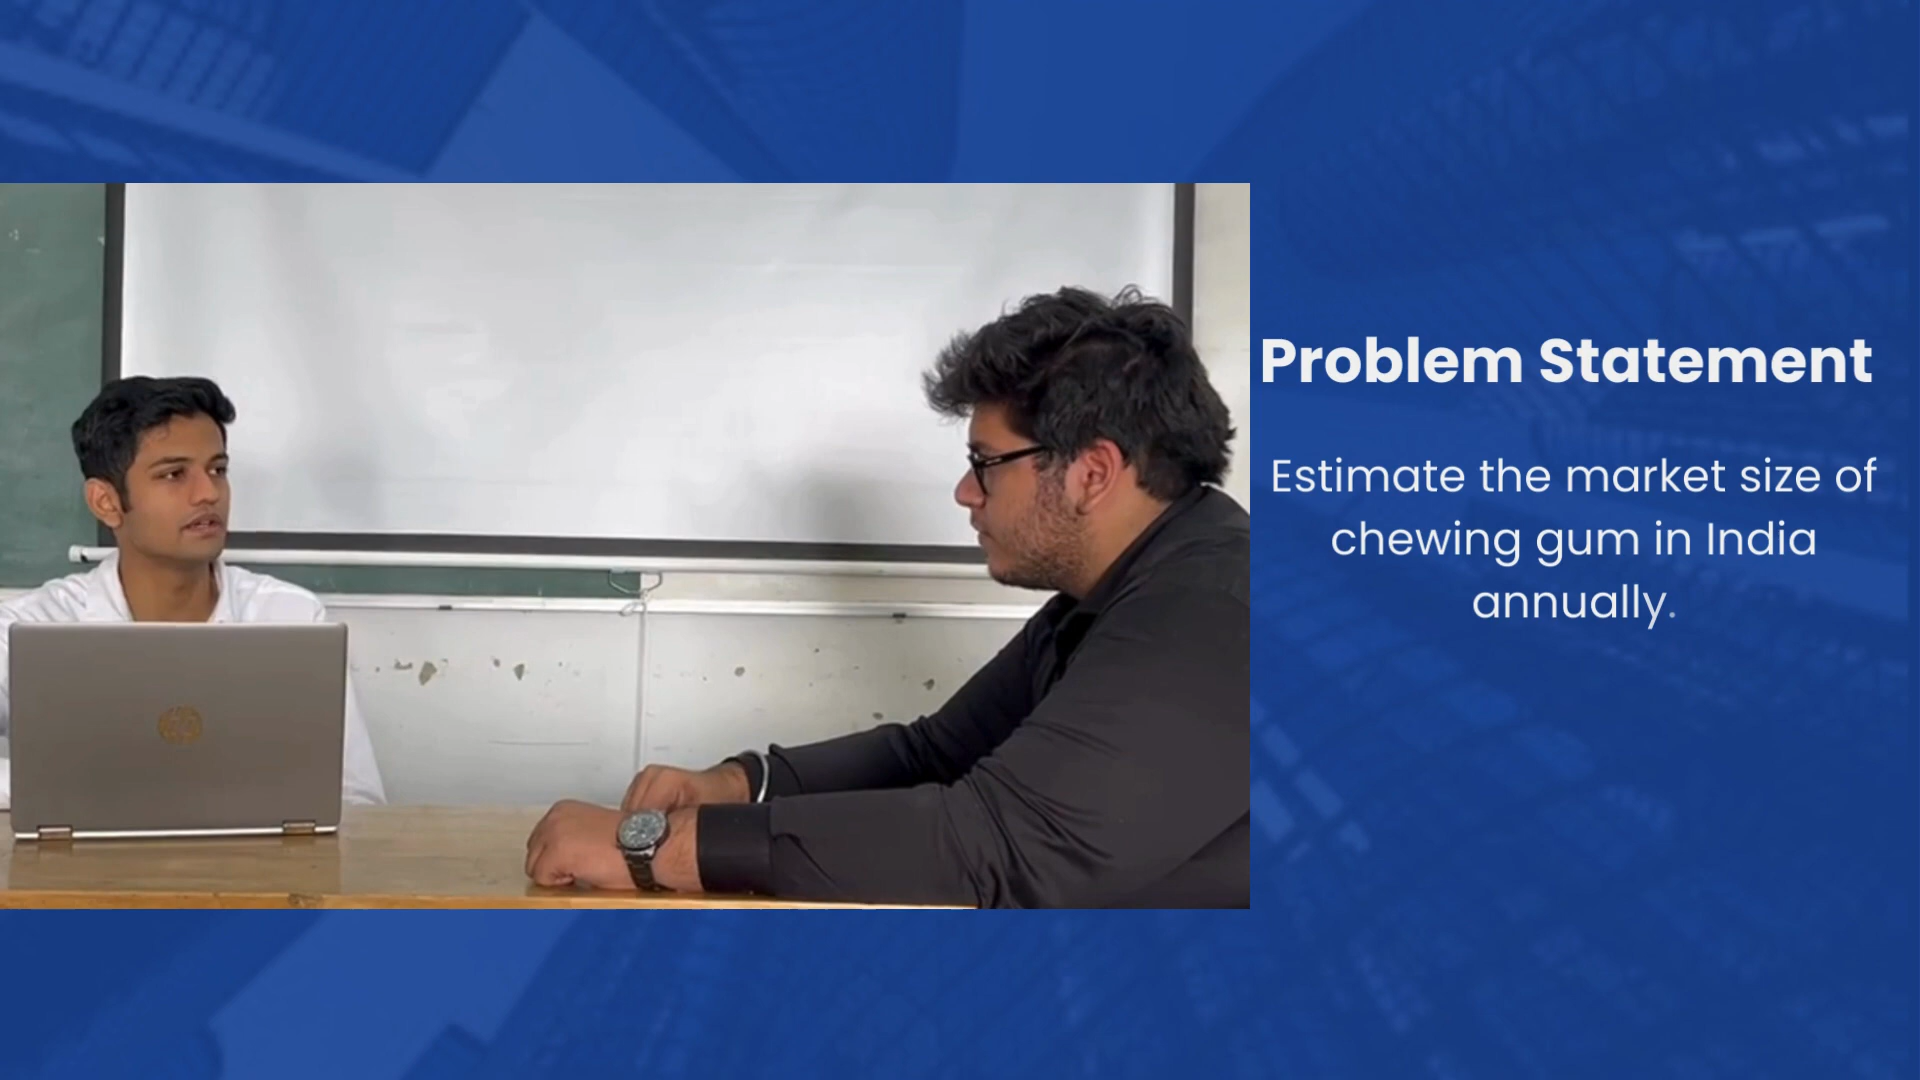 Problem Statement
Estimate the market size of
chewing gum in India
annually.